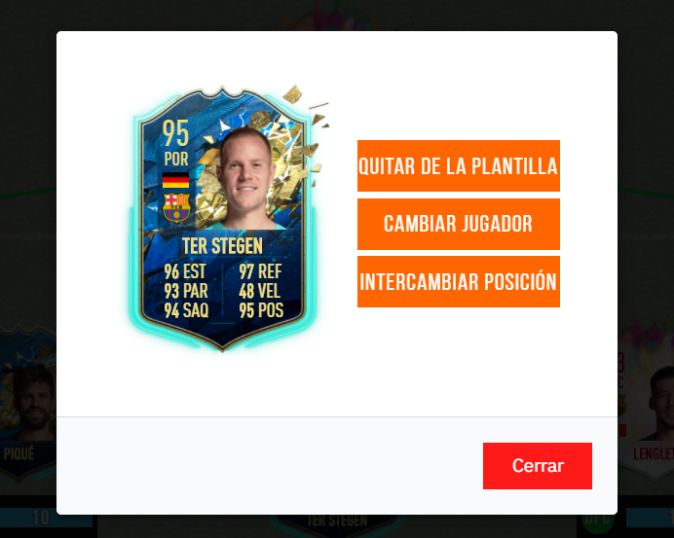 95
POR
TER STEGEN
96 EST 97 REF
93 PAR 48 VEL
94 SAQ 95 POS
QUITAR DE LA PLANTILLA
CAMBIAR JUGADOR
INTERCAMBIAR POSICIÓN
Cerrar
PIQUÉ
LENGLET
10
TER STEGEN
DFC